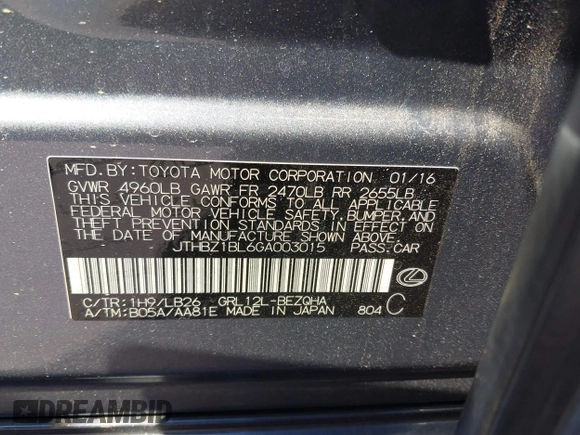 MFD. BY: TOYOTA MOTOR CORPORATION 01/16
GVWR 4960LB GAWR FR 2470LB RR 2655LB
THIS VEHICLE CONFORMS TO ALL APPLICABLE
FEDERAL MOTOR VEHICLE SAFETY, BUMPER, AND
THEFT PREVENTION STANDARDS IN EFFECT ON
THE DATE OF MANUFACTURE SHOWN ABOVE.
JTHBZ1BL6GA003015 PASS. CAR
C/TR: 1H9/LB26 GRL12L-BEZQHA
A/TM: B05A/AA81E MADE IN JAPAN 804 C
DREAMBID